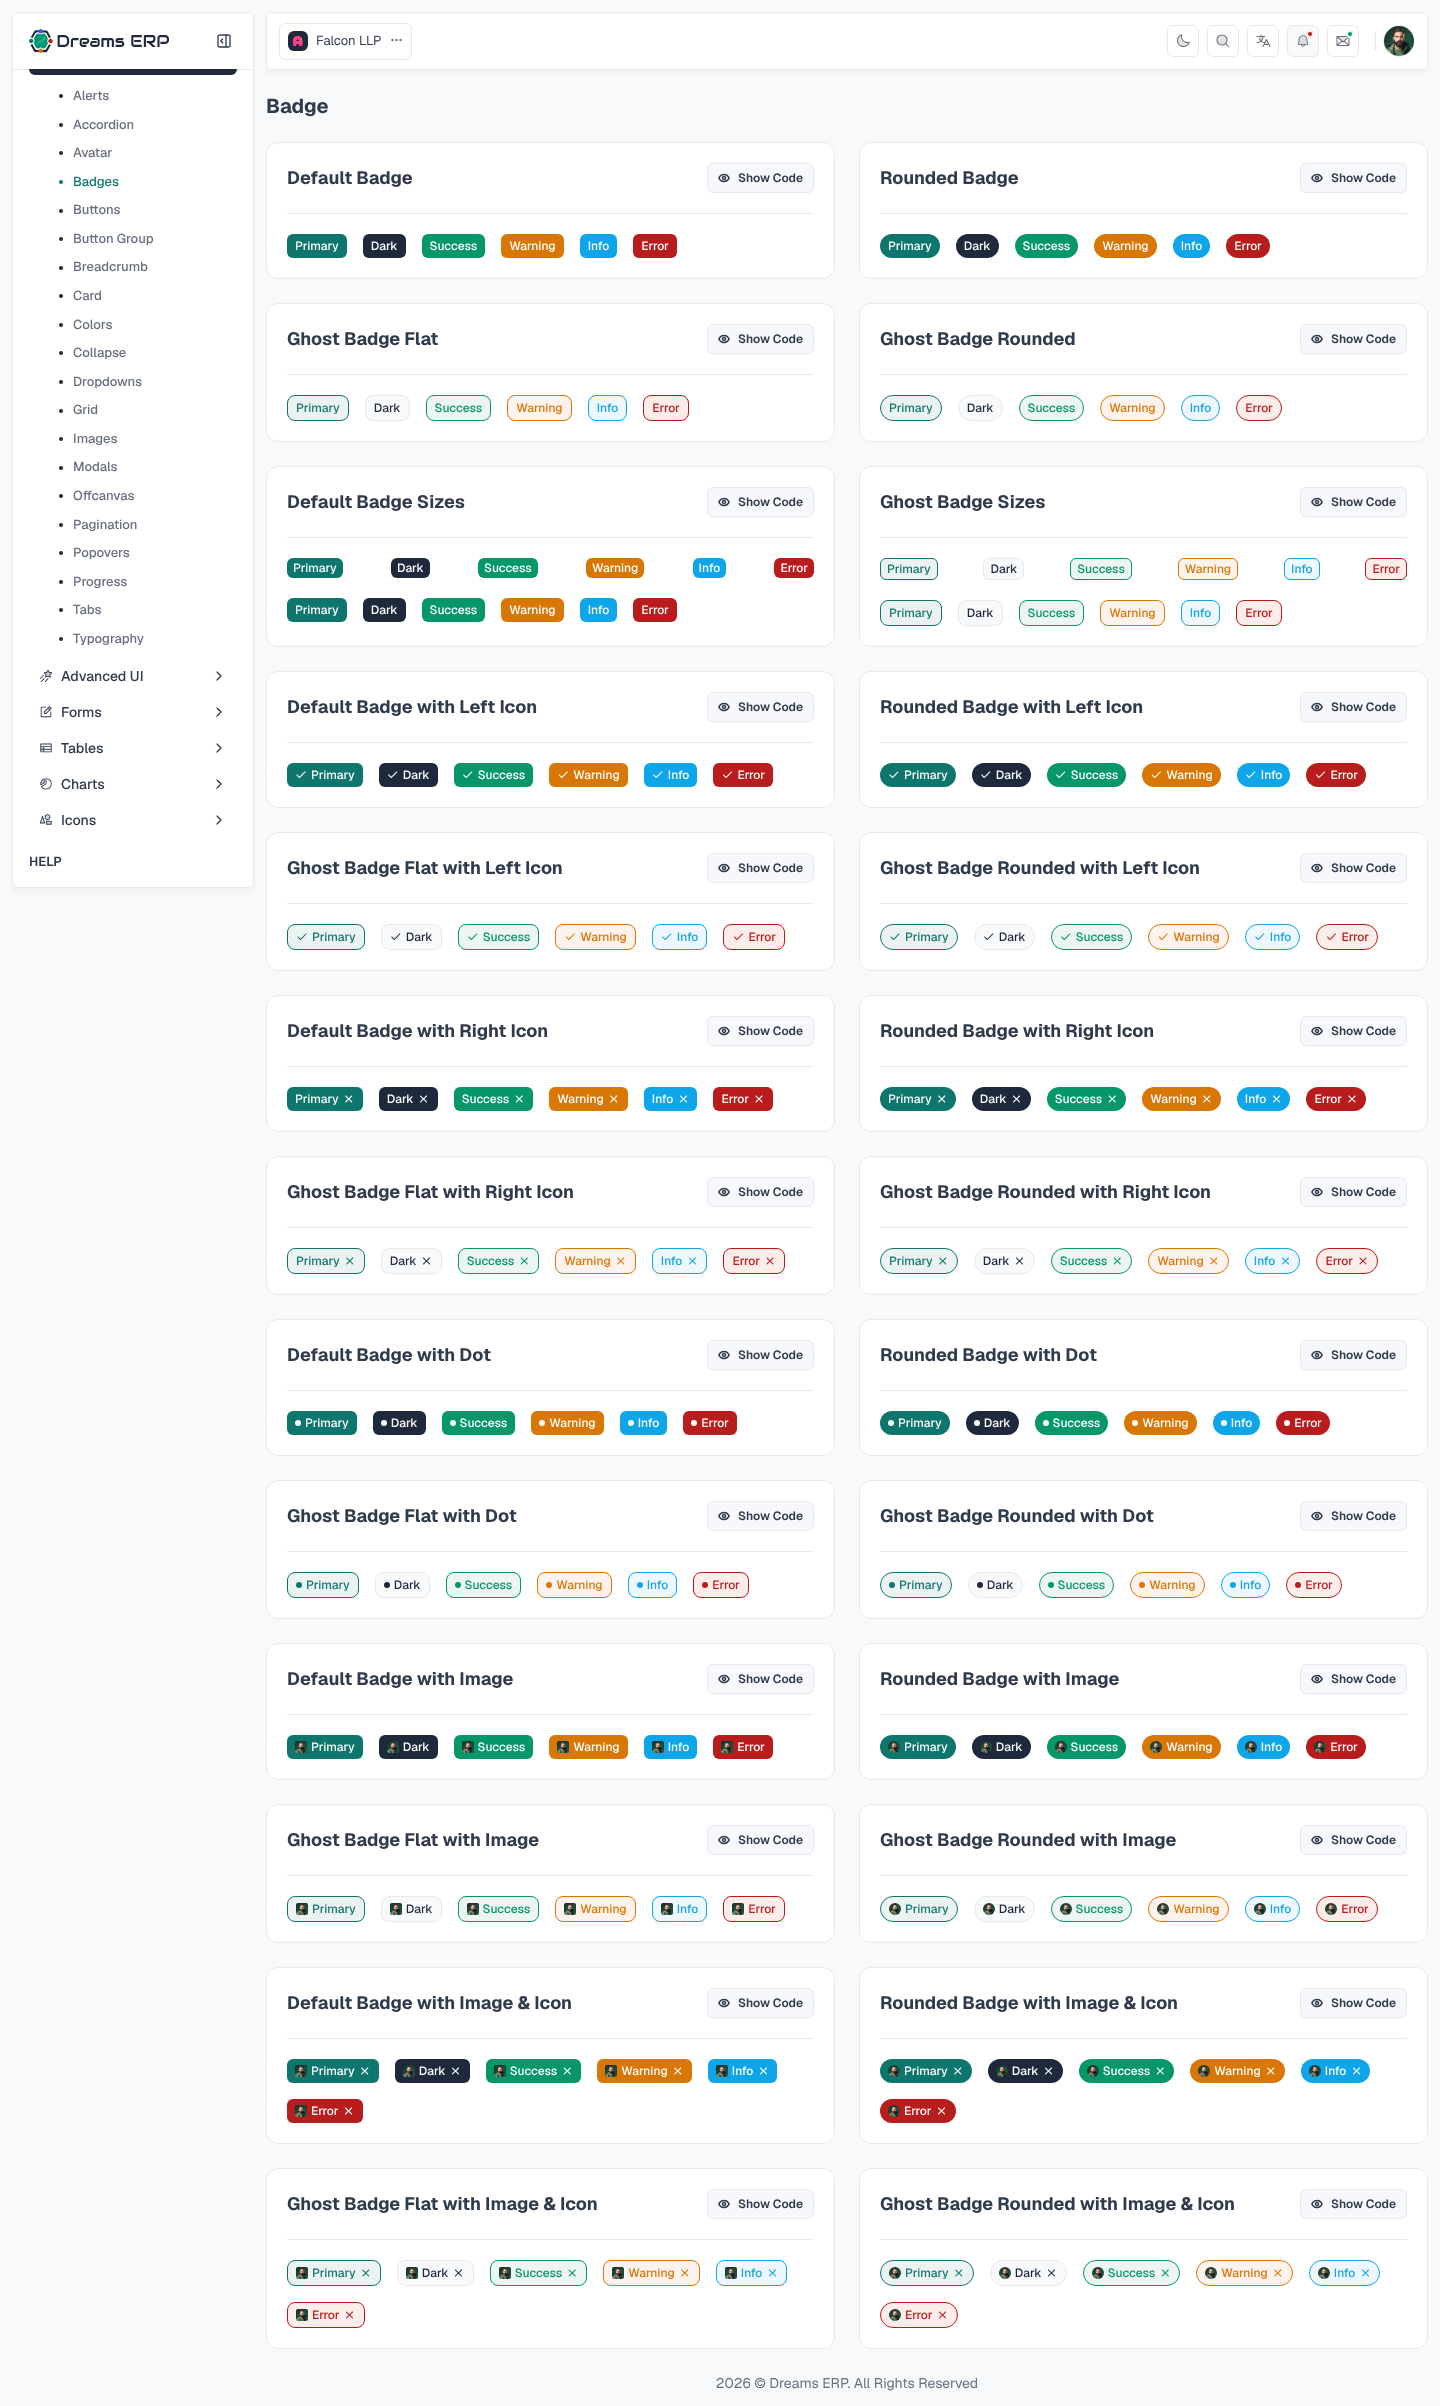 Dreams ERP
Falcon LLP
Alerts
Accordion
Avatar
Badges
Buttons
Button Group
Breadcrumb
Card
Colors
Collapse
Dropdowns
Grid
Images
Modals
Offcanvas
Pagination
Popovers
Progress
Tabs
Typography
Advanced UI
Forms
Tables
Charts
Icons
HELP
Badge
Default Badge Show Code
Primary Dark Success Warning Info Error
Rounded Badge Show Code
Primary Dark Success Warning Info Error
Ghost Badge Flat Show Code
Primary Dark Success Warning Info Error
Ghost Badge Rounded Show Code
Primary Dark Success Warning Info Error
Default Badge Sizes Show Code
Primary Dark Success Warning Info Error
Primary Dark Success Warning Info Error
Ghost Badge Sizes Show Code
Primary Dark Success Warning Info Error
Primary Dark Success Warning Info Error
Default Badge with Left Icon Show Code
Primary Dark Success Warning Info Error
Rounded Badge with Left Icon Show Code
Primary Dark Success Warning Info Error
Ghost Badge Flat with Left Icon Show Code
Primary Dark Success Warning Info Error
Ghost Badge Rounded with Left Icon Show Code
Primary Dark Success Warning Info Error
Default Badge with Right Icon Show Code
Primary Dark Success Warning Info Error
Rounded Badge with Right Icon Show Code
Primary Dark Success Warning Info Error
Ghost Badge Flat with Right Icon Show Code
Primary Dark Success Warning Info Error
Ghost Badge Rounded with Right Icon Show Code
Primary Dark Success Warning Info Error
Default Badge with Dot Show Code
Primary Dark Success Warning Info Error
Rounded Badge with Dot Show Code
Primary Dark Success Warning Info Error
Ghost Badge Flat with Dot Show Code
Primary Dark Success Warning Info Error
Ghost Badge Rounded with Dot Show Code
Primary Dark Success Warning Info Error
Default Badge with Image Show Code
Primary Dark Success Warning Info Error
Rounded Badge with Image Show Code
Primary Dark Success Warning Info Error
Ghost Badge Flat with Image Show Code
Primary Dark Success Warning Info Error
Ghost Badge Rounded with Image Show Code
Primary Dark Success Warning Info Error
Default Badge with Image & Icon Show Code
Primary Dark Success Warning Info
Error
Rounded Badge with Image & Icon Show Code
Primary Dark Success Warning Info
Error
Ghost Badge Flat with Image & Icon Show Code
Primary Dark Success Warning Info
Error
Ghost Badge Rounded with Image & Icon Show Code
Primary Dark Success Warning Info
Error
2026 © Dreams ERP. All Rights Reserved